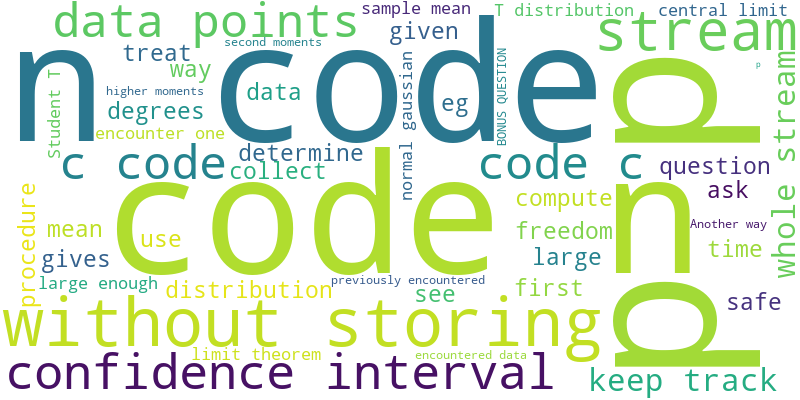 sample mean
T distribution
central limit
data points
given
stream
n code
second moments
treat
way
higher moments
data
eg
p
degrees
encounter one
Student T
normal gaussian
BONUS QUESTION
p
determine
c code
collect
code c
question
whole stream
ask
code
n
compute
procedure
mean
use
freedom
Another way
gives
large
time
large enough
distribution
previously encountered
see
first
safe
without storing
p
limit theorem
encountered data
confidence interval
keep track